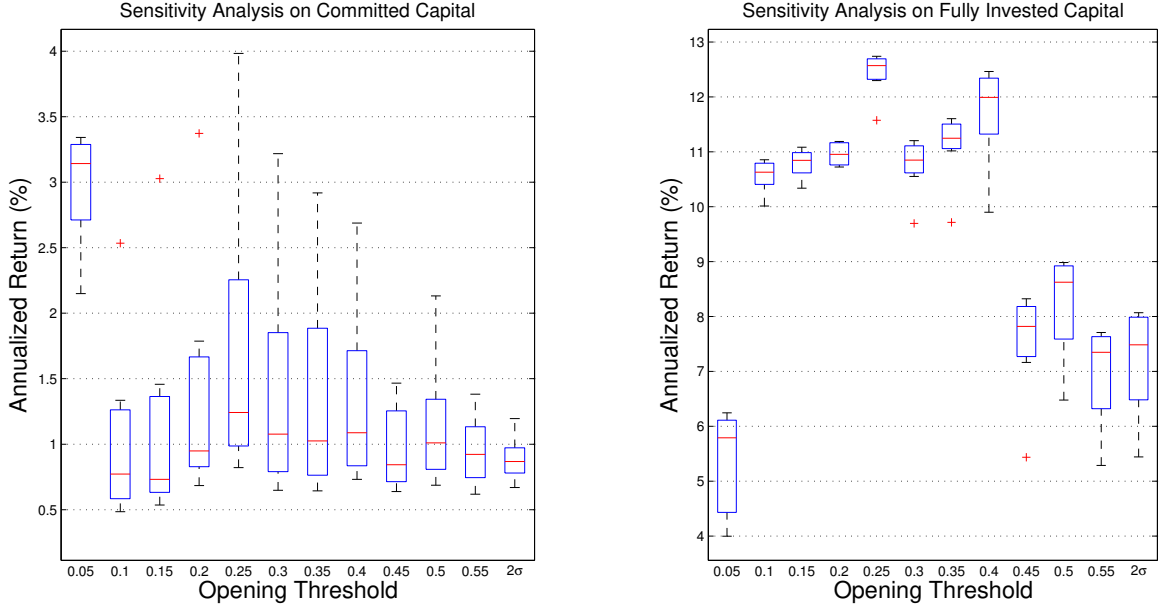 Sensitivity Analysis on Committed Capital
4
3.5
3
2.5
2
1.5
1
0.5
Annualized Return (%)
0.05 0.1 0.15 0.2 0.25 0.3 0.35 0.4 0.45 0.5 0.55 2σ
Opening Threshold
Sensitivity Analysis on Fully Invested Capital
13
12
11
10
9
8
7
6
5
4
Annualized Return (%)
0.05 0.1 0.15 0.2 0.25 0.3 0.35 0.4 0.45 0.5 0.55 2σ
Opening Threshold